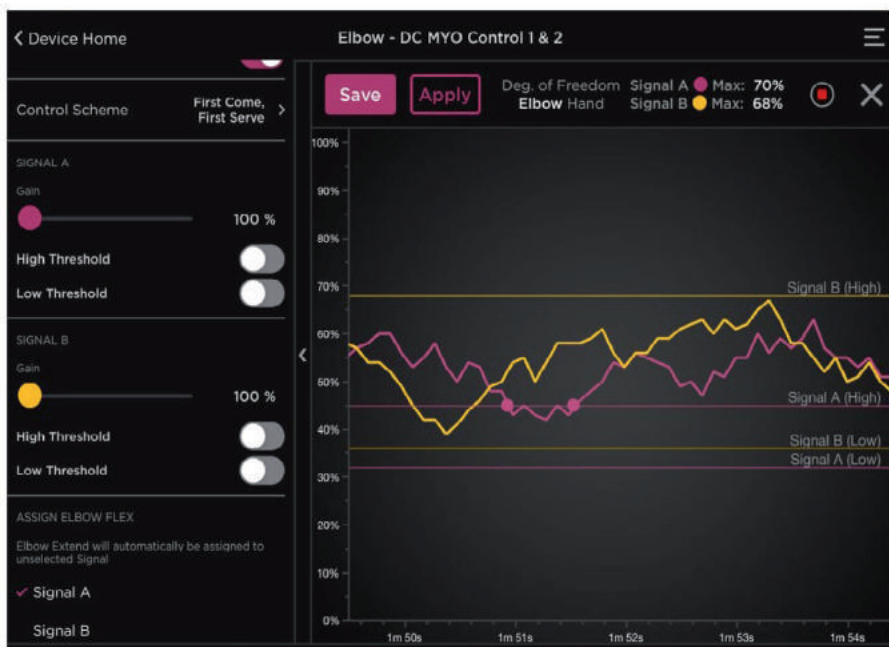 Device Home
Elbow - DC MYO Control 1 & 2
Control Scheme
First Come,
First Serve
SIGNAL A
Gain
100 %
High Threshold
Low Threshold
SIGNAL B
Gain
100 %
High Threshold
Low Threshold
ASSIGN ELBOW FLEX
Elbow Extend will automatically be assigned to
unselected Signal
Signal A
Signal B
Save
Apply
Deg. of Freedom
Elbow Hand
Signal A Max: 70%
Signal B Max: 68%
100%
90%
80%
70%
60%
50%
40%
30%
20%
10%
0%
Signal B (High)
Signal A (High)
Signal B (Low)
Signal A (Low)
1m 50s
1m 51s
1m 52s
1m 53s
1m 54s